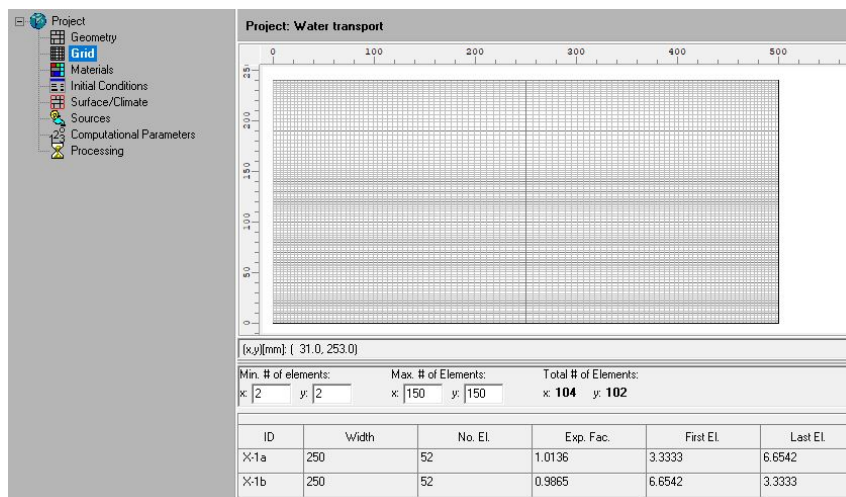 Project
Geometry
Grid
Materials
Initial Conditions
Surface/Climate
Sources
Computational Parameters
Processing
Project: Water transport
0 100 200 300 400 500
25
200
150
100
50
0
(x,y)[mm]: ( 31.0, 253.0)
Min. # of elements: Max. # of Elements: Total # of Elements:
x: 2 y: 2 x: 150 y: 150 x: 104 y: 102
ID Width No. El. Exp. Fac. First El. Last El.
X-1a 250 52 1.0136 3.3333 6.6542
X-1b 250 52 0.9865 6.6542 3.3333